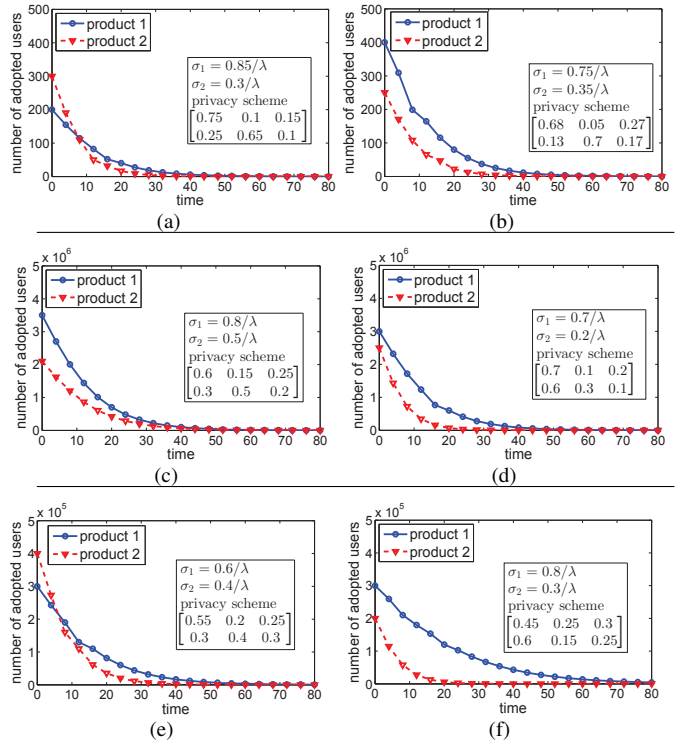 number of adopted users
500
400
300
200
100
0
product 1
product 2
σ₁ = 0.85/λ
σ₂ = 0.3/λ
privacy scheme
[0.75 0.1 0.15
0.25 0.65 0.1]
0 10 20 30 40 50 60 70 80
time
(a)
number of adopted users
500
400
300
200
100
0
product 1
product 2
σ₁ = 0.75/λ
σ₂ = 0.35/λ
privacy scheme
[0.68 0.05 0.27
0.13 0.7 0.17]
0 10 20 30 40 50 60 70 80
time
(b)
number of adopted users
x 10⁶
5
4
3
2
1
0
product 1
product 2
σ₁ = 0.8/λ
σ₂ = 0.5/λ
privacy scheme
[0.6 0.15 0.25
0.3 0.5 0.2]
0 10 20 30 40 50 60 70 80
time
(c)
number of adopted users
x 10⁶
5
4
3
2
1
0
product 1
product 2
σ₁ = 0.7/λ
σ₂ = 0.2/λ
privacy scheme
[0.7 0.1 0.2
0.6 0.3 0.1]
0 10 20 30 40 50 60 70 80
time
(d)
number of adopted users
x 10⁵
5
4
3
2
1
0
product 1
product 2
σ₁ = 0.6/λ
σ₂ = 0.4/λ
privacy scheme
[0.55 0.2 0.25
0.3 0.4 0.3]
0 10 20 30 40 50 60 70 80
time
(e)
number of adopted users
x 10⁵
5
4
3
2
1
0
product 1
product 2
σ₁ = 0.8/λ
σ₂ = 0.3/λ
privacy scheme
[0.45 0.25 0.3
0.6 0.15 0.25]
0 10 20 30 40 50 60 70 80
time
(f)